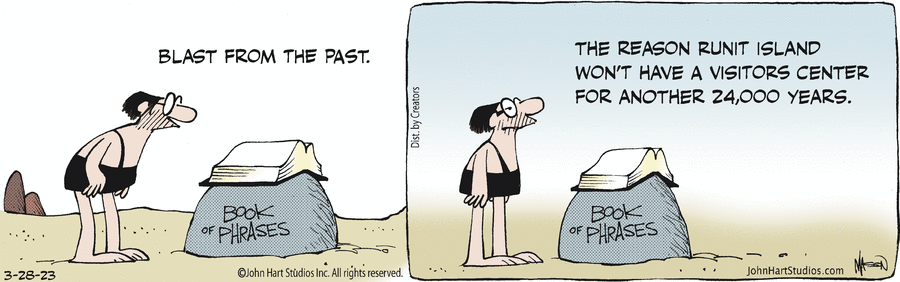 BLAST FROM THE PAST.
BOOK
OF PHRASES
3-28-23
©John Hart Studios Inc. All rights reserved.
Dist. by Creators
THE REASON RUNIT ISLAND
WON'T HAVE A VISITORS CENTER
FOR ANOTHER 24,000 YEARS.
BOOK
OF PHRASES
JohnHartStudios.com
MASON